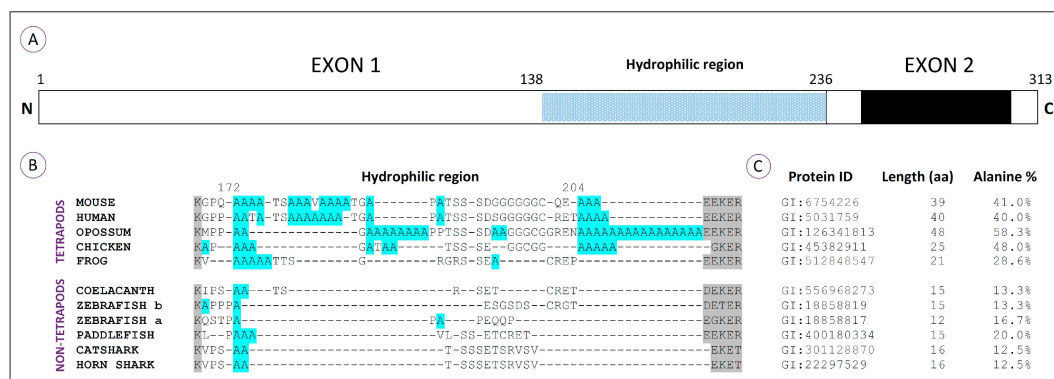 A
EXON 1
Hydrophilic region
EXON 2
1
138
236
313
N
C
B
Hydrophilic region
C
Protein ID
Length (aa)
Alanine %
172
204
TETRAPODS
MOUSE KGPQ-AAAA-TSAAAVAAAATGA-------PATSS-SDGGGGGGC-QE-AAA-------------EEKER GI:6754226 39 41.0%
HUMAN KGPP-AATA-TSAAAAAAA-TGA-------PATSS-SDGGGGGC-CRETAAAA------------EEKER GI:5031759 40 40.0%
OPOSSUM KMPP-AA--------------GAAAAAAAAPPTSSS-SDAAGGGCGGRENAAAAAAAAAAAAAAAAEEKER GI:126341813 48 58.3%
CHICKEN KAP-AAA--------------GATAA------TSS-SE--GGCGG----AAAAA------------GKER GI:45382911 25 48.0%
FROG KV---AAAAATTS-------G---------RGRS-SEA----CREP------------------EEKER GI:512848547 21 28.6%
NON-TETRAPODS
COELACANTH KIPS-AA---TS---------------------R-SET-----CRET-----------------DEKER GI:556968273 15 13.3%
ZEBRAFISH b KAPPPA-------------------------------ESGSDS-CRGT----------------DETER GI:18858819 15 13.3%
ZEBRAFISH a KQSTPA-------------------------PA----PEQQP----------------------EGKER GI:18858817 12 16.7%
PADDLEFISH KL--PAAA-----------------------VL-SSETCRET----------------------EEKER GI:400180334 15 20.0%
CATSHARK KVPS-AA-------------------------T-SSSETSRVSV---------------------EKET GI:301128870 16 12.5%
HORN SHARK KVPS-AA-------------------------T-SSSETSRVSV---------------------EKET GI:22297529 16 12.5%